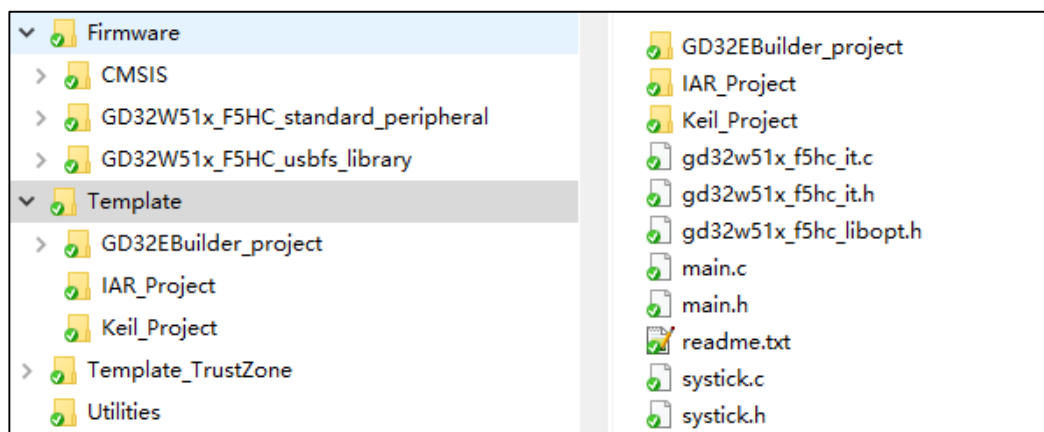 Firmware
CMSIS
GD32W51x_F5HC_standard_peripheral
GD32W51x_F5HC_usbfs_library
Template
GD32EBuilder_project
IAR_Project
Keil_Project
Template_TrustZone
Utilities
GD32EBuilder_project
IAR_Project
Keil_Project
gd32w51x_f5hc_it.c
gd32w51x_f5hc_it.h
gd32w51x_f5hc_libopt.h
main.c
main.h
readme.txt
systick.c
systick.h